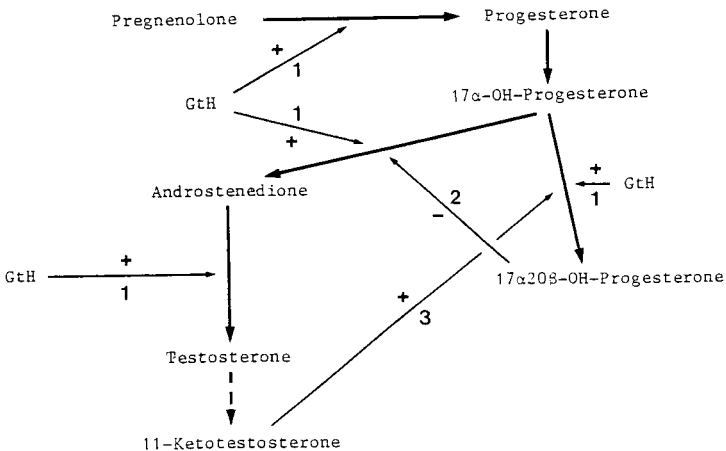 Pregnenolone
Progesterone
+
1
GtH
1
+
17α-OH-Progesterone
+
GtH
1
Androstenedione
2
−
GtH
+
1
17α20β-OH-Progesterone
+
3
Testosterone
11-Ketotestosterone